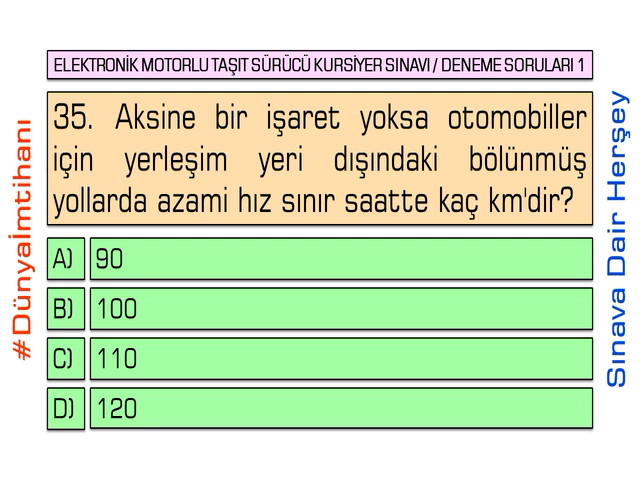 ELEKTRONİK MOTORLU TAŞIT SÜRÜCÜ KURSİYER SINAVI / DENEME SORULARI 1
35. Aksine bir işaret yoksa otomobiller
için yerleşim yeri dışındaki bölünmüş
yollarda azami hız sınır saatte kaç km'dir?
A) 90
B) 100
C) 110
D) 120
#Dünyaİmtihanı
Sınava Dair Herşey